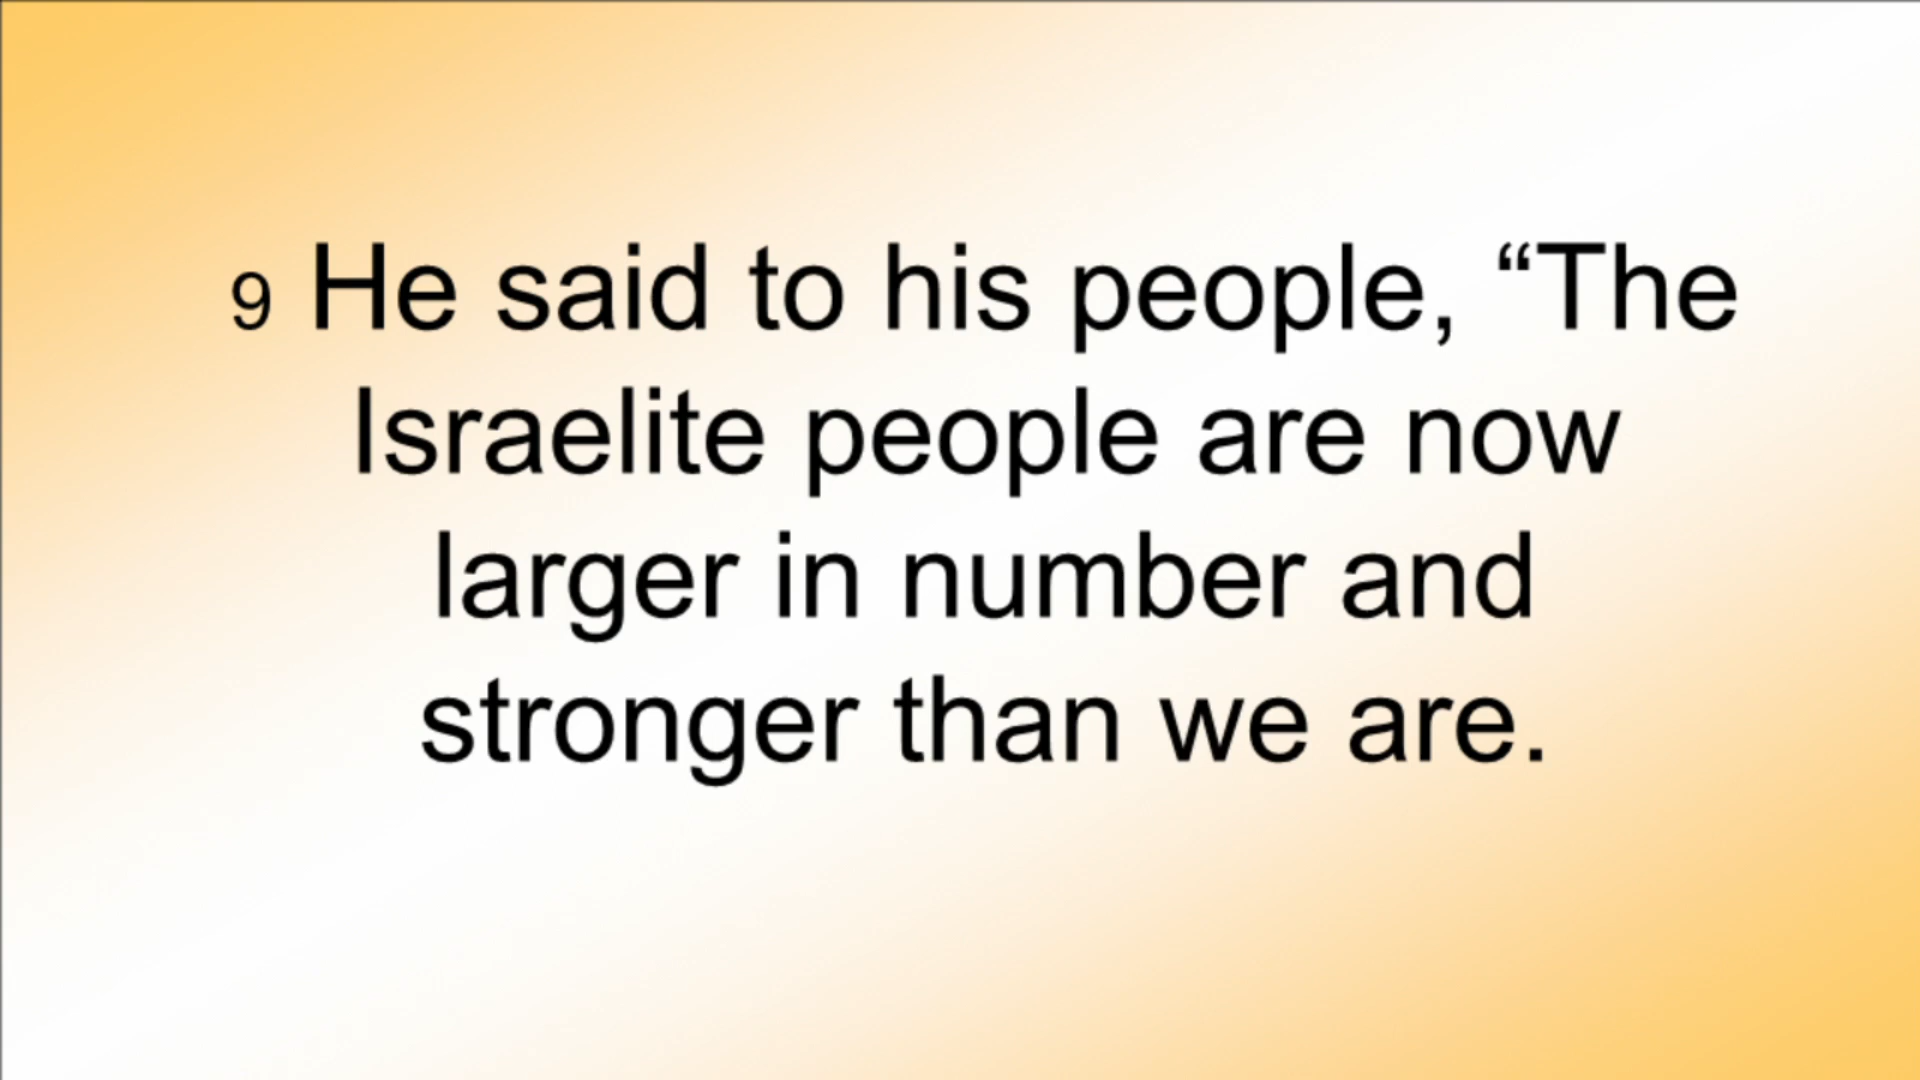 9 He said to his people, “The
Israelite people are now
larger in number and
stronger than we are.